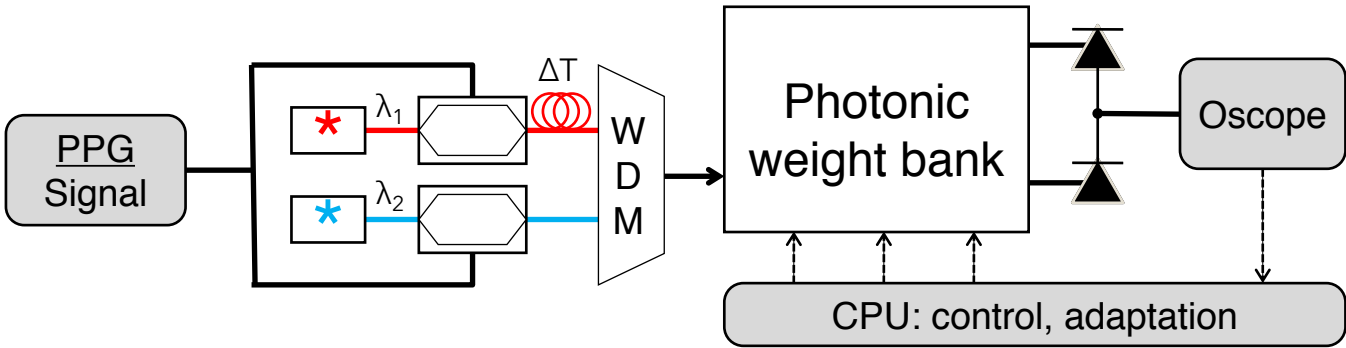 PPG
Signal
λ1
λ2
ΔT
W
D
M
Photonic
weight bank
Oscope
CPU: control, adaptation